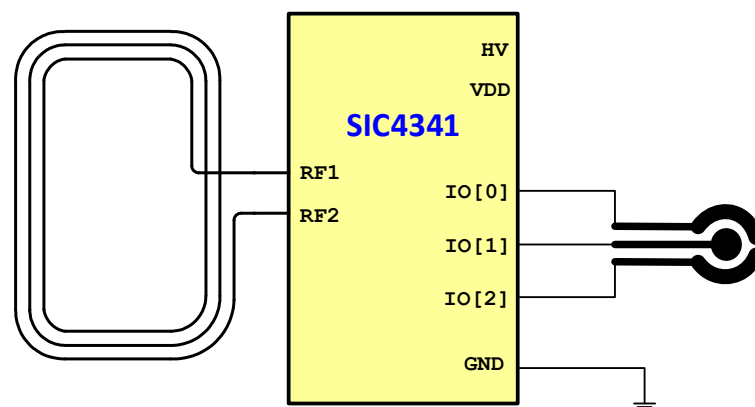 HV
VDD
SIC4341
RF1
RF2
IO[0]
IO[1]
IO[2]
GND